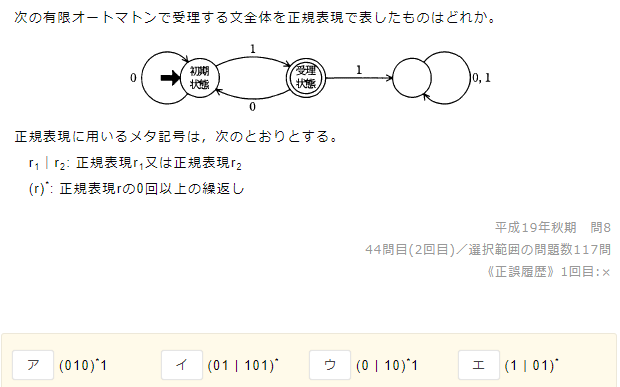 次の有限オートマトンで受理する文全体を正規表現で表したものはどれか。
1
0
初期
状態
受理
状態
1
0, 1
0
正規表現に用いるメタ記号は，次のとおりとする。
r1｜r2: 正規表現r1又は正規表現r2
(r)*: 正規表現rの0回以上の繰返し
平成19年秋期　問8
44問目(2回目)／選択範囲の問題数117問
《正誤履歴》1回目:×
ア (010)*1 イ (01｜101)* ウ (0｜10)*1 エ (1｜01)*